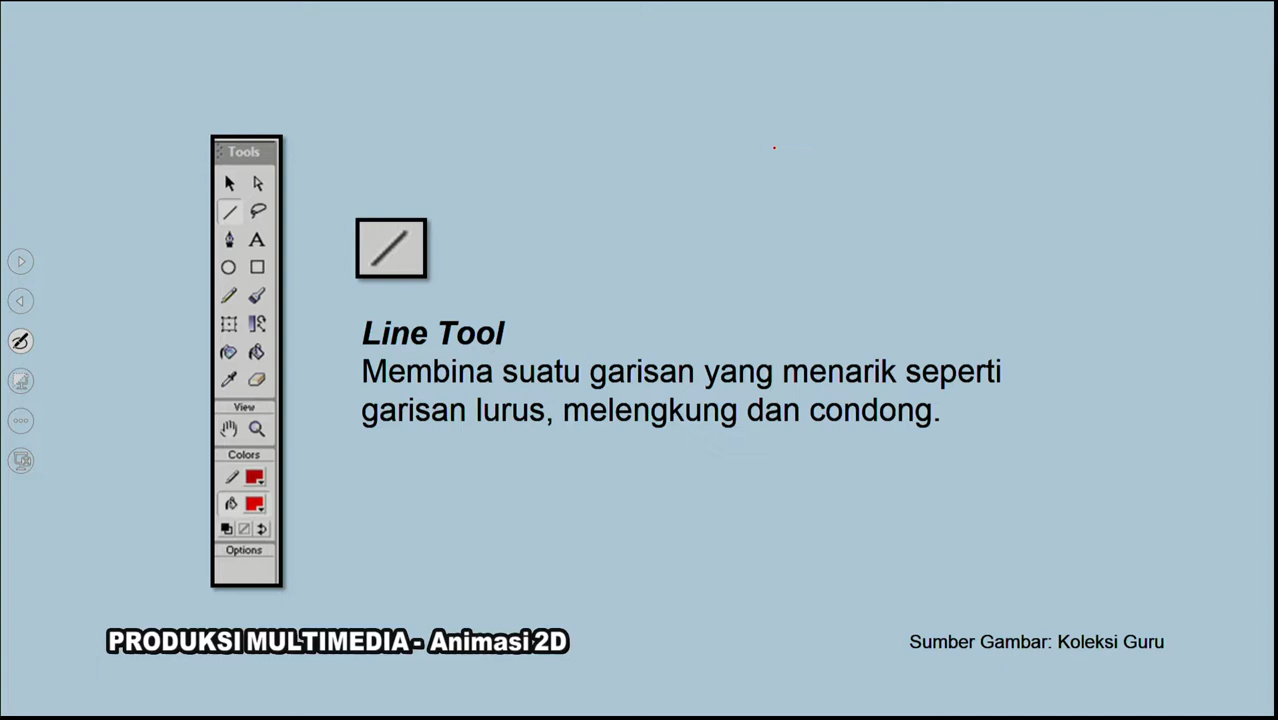 Tools
View
Colors
Options
Line Tool
Membina suatu garisan yang menarik seperti
garisan lurus, melengkung dan condong.
PRODUKSI MULTIMEDIA - Animasi 2D
Sumber Gambar: Koleksi Guru